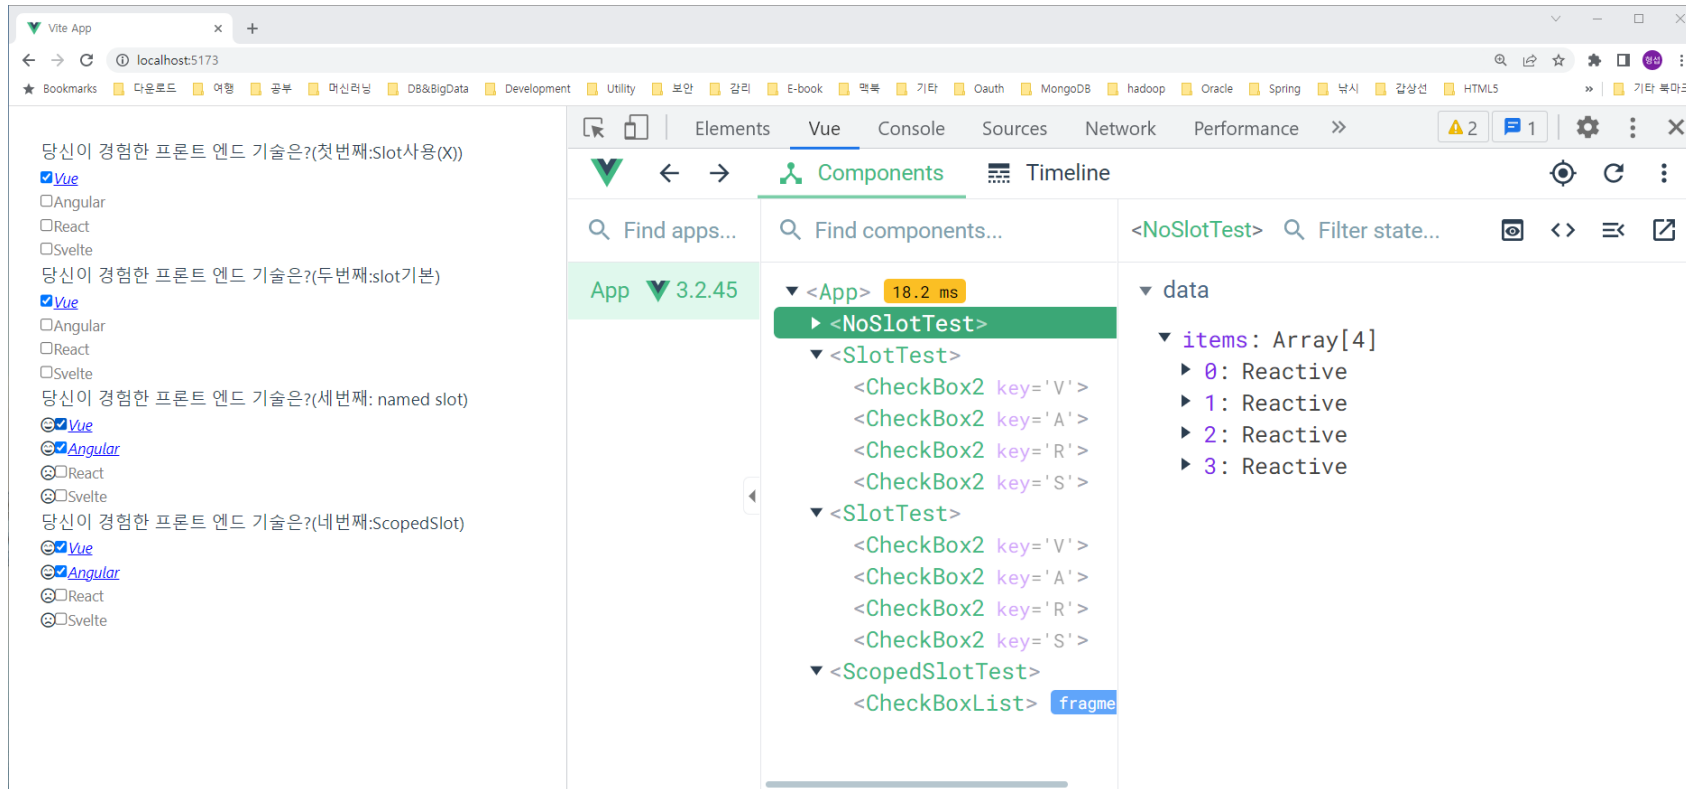 Vite App
localhost:5173
형섭
Bookmarks 다운로드 여행 공부 머신러닝 DB&BigData Development Utility 보안 감리 E-book 맥북 기타 Oauth MongoDB hadoop Oracle Spring 낚시 갑상선 HTML5 » 기타 북마크
당신이 경험한 프론트 엔드 기술은?(첫번째:Slot사용(X))
Vue
Angular
React
Svelte
당신이 경험한 프론트 엔드 기술은?(두번째:slot기본)
Vue
Angular
React
Svelte
당신이 경험한 프론트 엔드 기술은?(세번째: named slot)
Vue
Angular
React
Svelte
당신이 경험한 프론트 엔드 기술은?(네번째:ScopedSlot)
Vue
Angular
React
Svelte
Elements Vue Console Sources Network Performance » 2 1
Components Timeline
Find apps... Find components... <NoSlotTest> Filter state...
App 3.2.45
<App> 18.2 ms
<NoSlotTest>
<SlotTest>
<CheckBox2 key='V'>
<CheckBox2 key='A'>
<CheckBox2 key='R'>
<CheckBox2 key='S'>
<SlotTest>
<CheckBox2 key='V'>
<CheckBox2 key='A'>
<CheckBox2 key='R'>
<CheckBox2 key='S'>
<ScopedSlotTest>
<CheckBoxList> fragme
data
items: Array[4]
0: Reactive
1: Reactive
2: Reactive
3: Reactive